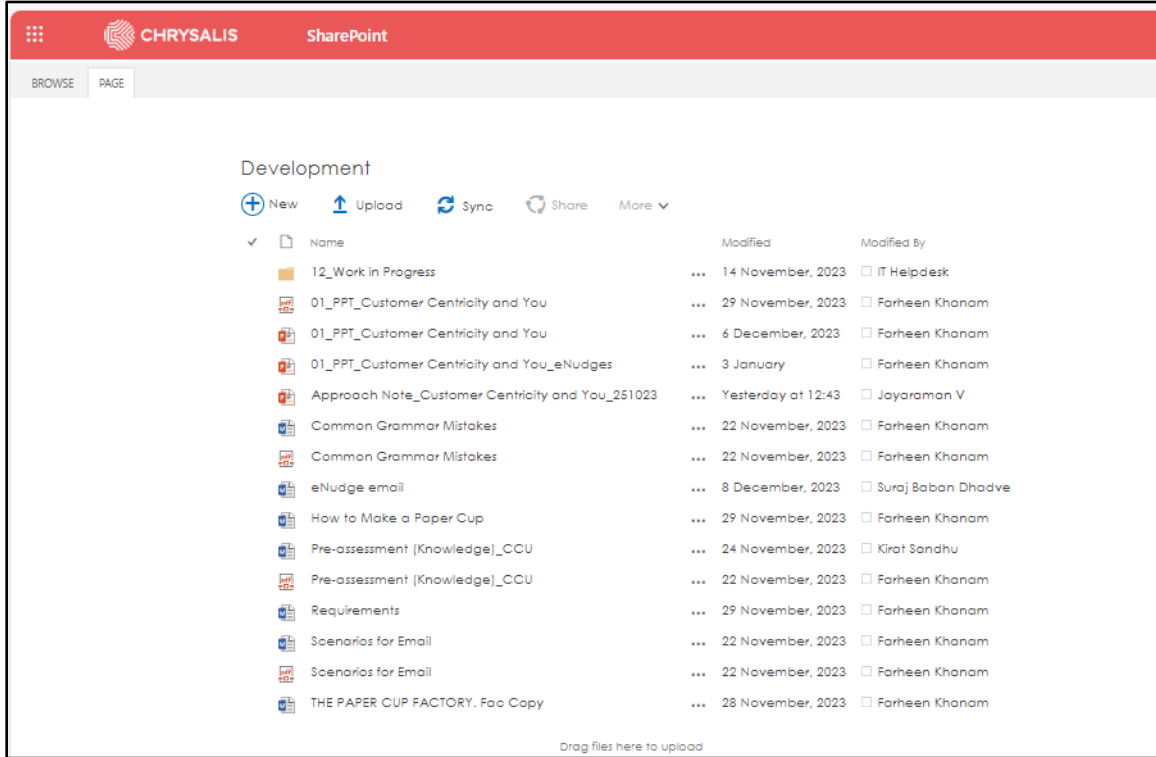 CHRYSALIS SharePoint
BROWSE PAGE
Development
New Upload Sync Share More
Name Modified Modified By
12_Work in Progress ... 14 November, 2023 IT Helpdesk
01_PPT_Customer Centricity and You ... 29 November, 2023 Farheen Khanam
01_PPT_Customer Centricity and You ... 6 December, 2023 Farheen Khanam
01_PPT_Customer Centricity and You_eNudges ... 3 January Farheen Khanam
Approach Note_Customer Centricity and You_251023 ... Yesterday at 12:43 Jayaraman V
Common Grammar Mistakes ... 22 November, 2023 Farheen Khanam
Common Grammar Mistakes ... 22 November, 2023 Farheen Khanam
eNudge email ... 8 December, 2023 Suraj Baban Dhadve
How to Make a Paper Cup ... 29 November, 2023 Farheen Khanam
Pre-assessment (Knowledge)_CCU ... 24 November, 2023 Kirat Sandhu
Pre-assessment (Knowledge)_CCU ... 22 November, 2023 Farheen Khanam
Requirements ... 29 November, 2023 Farheen Khanam
Scenarios for Email ... 22 November, 2023 Farheen Khanam
Scenarios for Email ... 22 November, 2023 Farheen Khanam
THE PAPER CUP FACTORY. Fac Copy ... 28 November, 2023 Farheen Khanam
Drag files here to upload